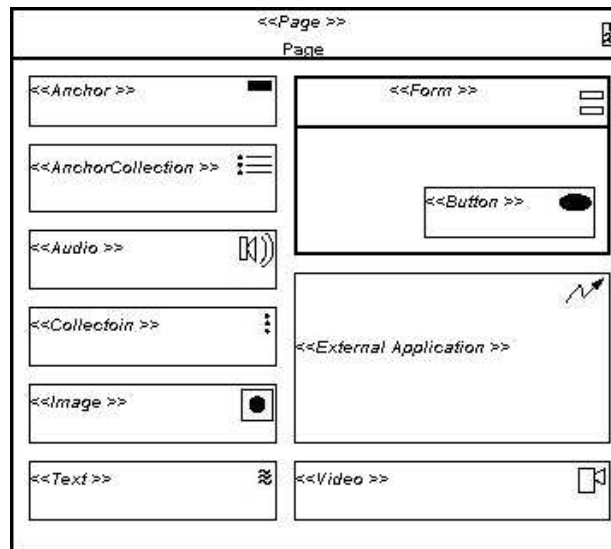 <<Page >>
Page
<<Anchor >>
<<AnchorCollection >>
<<Audio >>
<<Collectoin >>
<<Image >>
<<Text >>
<<Form >>
<<Button >>
<<External Application >>
<<Video >>